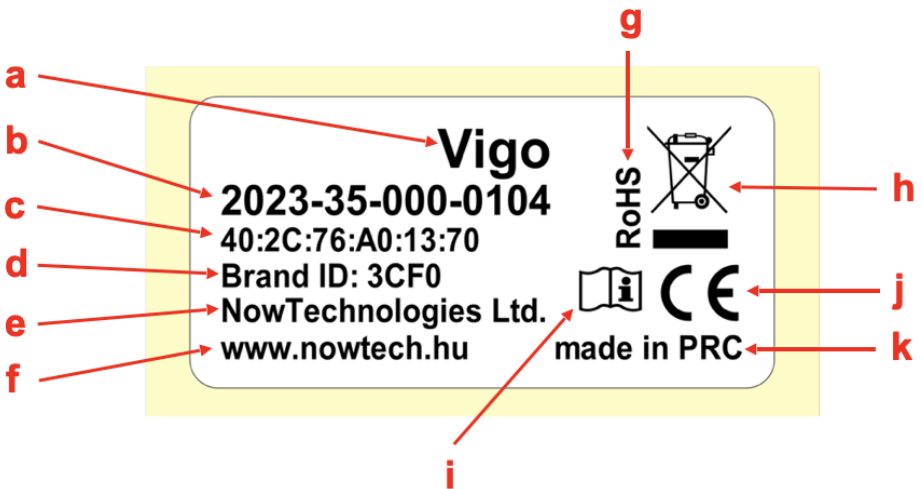 g
a
Vigo
b
2023-35-000-0104
RoHS
h
c
40:2C:76:A0:13:70
d
Brand ID: 3CF0
e
NowTechnologies Ltd.
CE
j
f
www.nowtech.hu
made in PRC
k
i